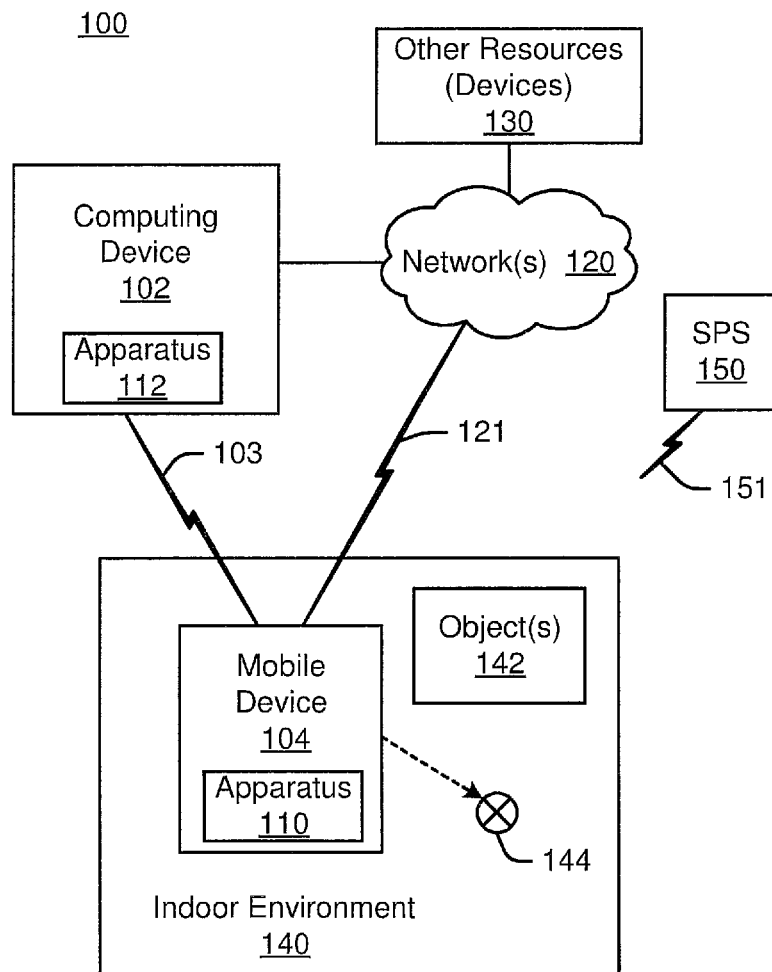 100
Other Resources
(Devices)
130
Computing
Device
102
Apparatus
112
Network(s) 120
SPS
150
103
121
151
Object(s)
142
Mobile
Device
104
Apparatus
110
144
Indoor Environment
140